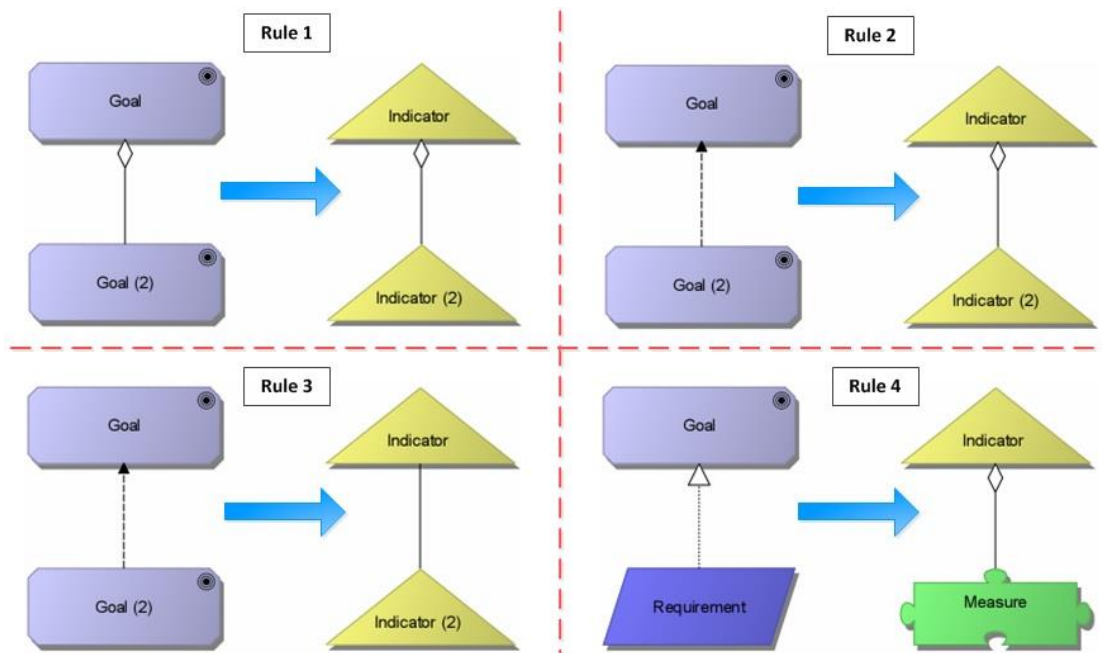 Rule 1
Goal
Indicator
Goal (2)
Indicator (2)
Rule 2
Goal
Indicator
Goal (2)
Indicator (2)
Rule 3
Goal
Indicator
Goal (2)
Indicator (2)
Rule 4
Goal
Indicator
Requirement
Measure